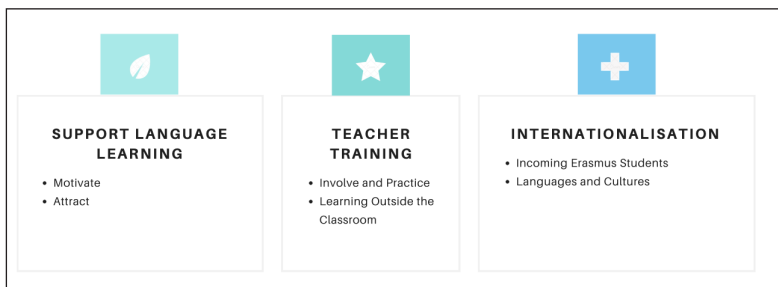 SUPPORT LANGUAGE
LEARNING
• Motivate
• Attract
TEACHER
TRAINING
• Involve and Practice
• Learning Outside the
Classroom
INTERNATIONALISATION
• Incoming Erasmus Students
• Languages and Cultures